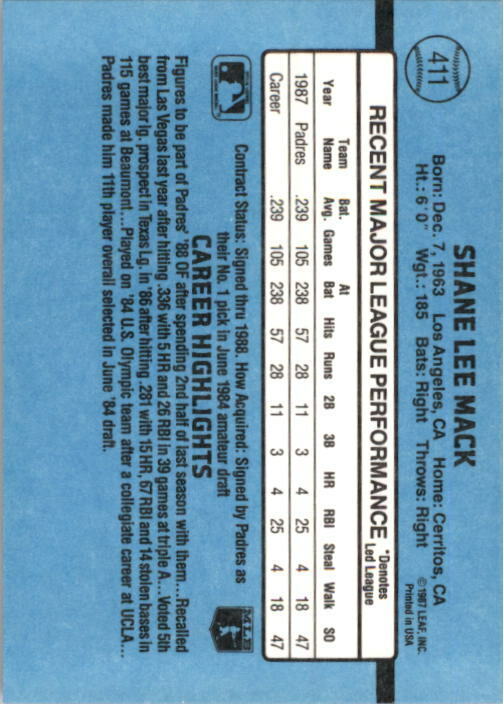 411
SHANE LEE MACK
Born: Dec. 7, 1963 Los Angeles, CA Home: Cerritos, CA
Ht.: 6' 0" Wgt.: 185 Bats: Right Throws: Right
©1987 LEAF, INC.
Printed in USA
RECENT MAJOR LEAGUE PERFORMANCE
*Denotes
Led League
Year Team Name Bat. Avg. Games At Bat Hits Runs 2B 3B HR RBI Steal Walk SO
1987 Padres .239 105 238 57 28 11 3 4 25 4 18 47
Career .239 105 238 57 28 11 3 4 25 4 18 47
Contract Status: Signed thru 1988. How Acquired: Signed by Padres as
their No. 1 pick in June 1984 amateur draft
MLB
CAREER HIGHLIGHTS
Figures to be part of Padres' '88 OF after spending 2nd half of last season with them...Recalled
from Las Vegas last year after hitting .336 with 5 HR and 26 RBI in 39 games at triple A...Voted 5th
best major lg. prospect in Texas Lg. in '86 after hitting .281 with 15 HR, 67 RBI and 14 stolen bases in
115 games at Beaumont...Played on '84 U.S. Olympic team after a collegiate career at UCLA...
Padres made him 11th player overall selected in June '84 draft.